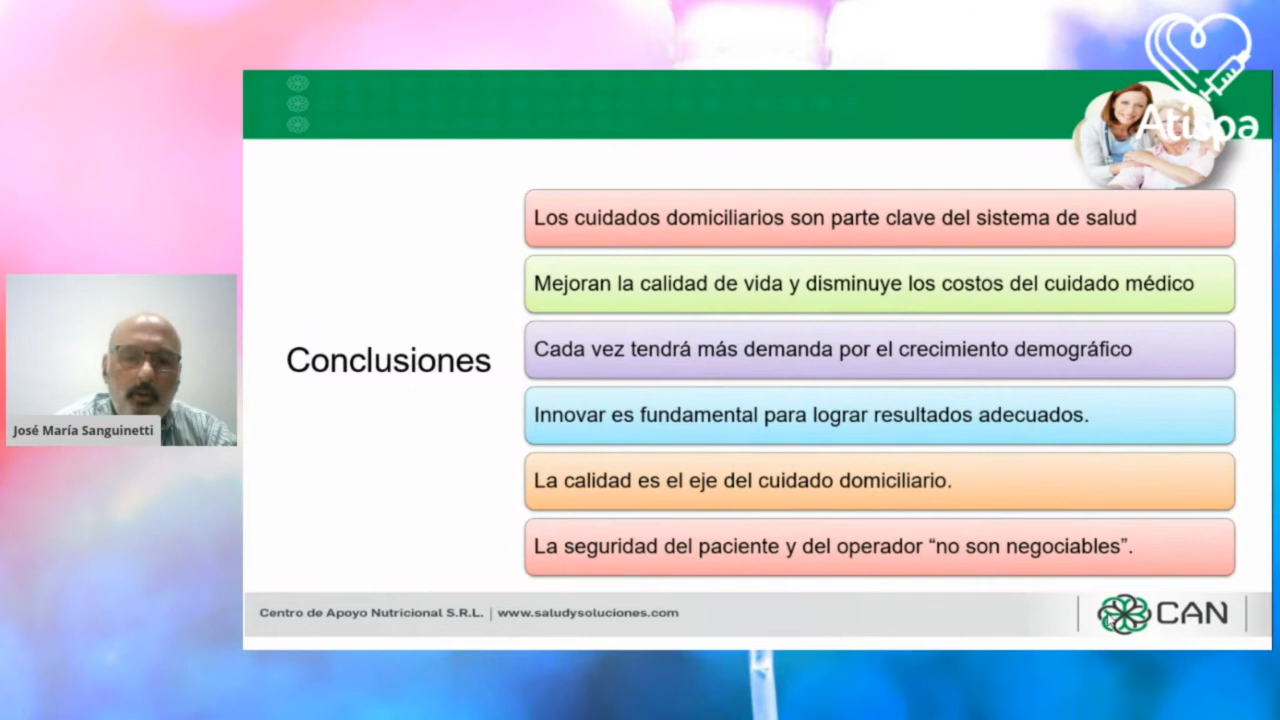 Atispa
Los cuidados domiciliarios son parte clave del sistema de salud
Mejoran la calidad de vida y disminuye los costos del cuidado médico
Cada vez tendrá más demanda por el crecimiento demográfico
Conclusiones
Innovar es fundamental para lograr resultados adecuados.
José María Sanguinetti
La calidad es el eje del cuidado domiciliario.
La seguridad del paciente y del operador “no son negociables”.
Centro de Apoyo Nutricional S.R.L. | www.saludysoluciones.com
CAN